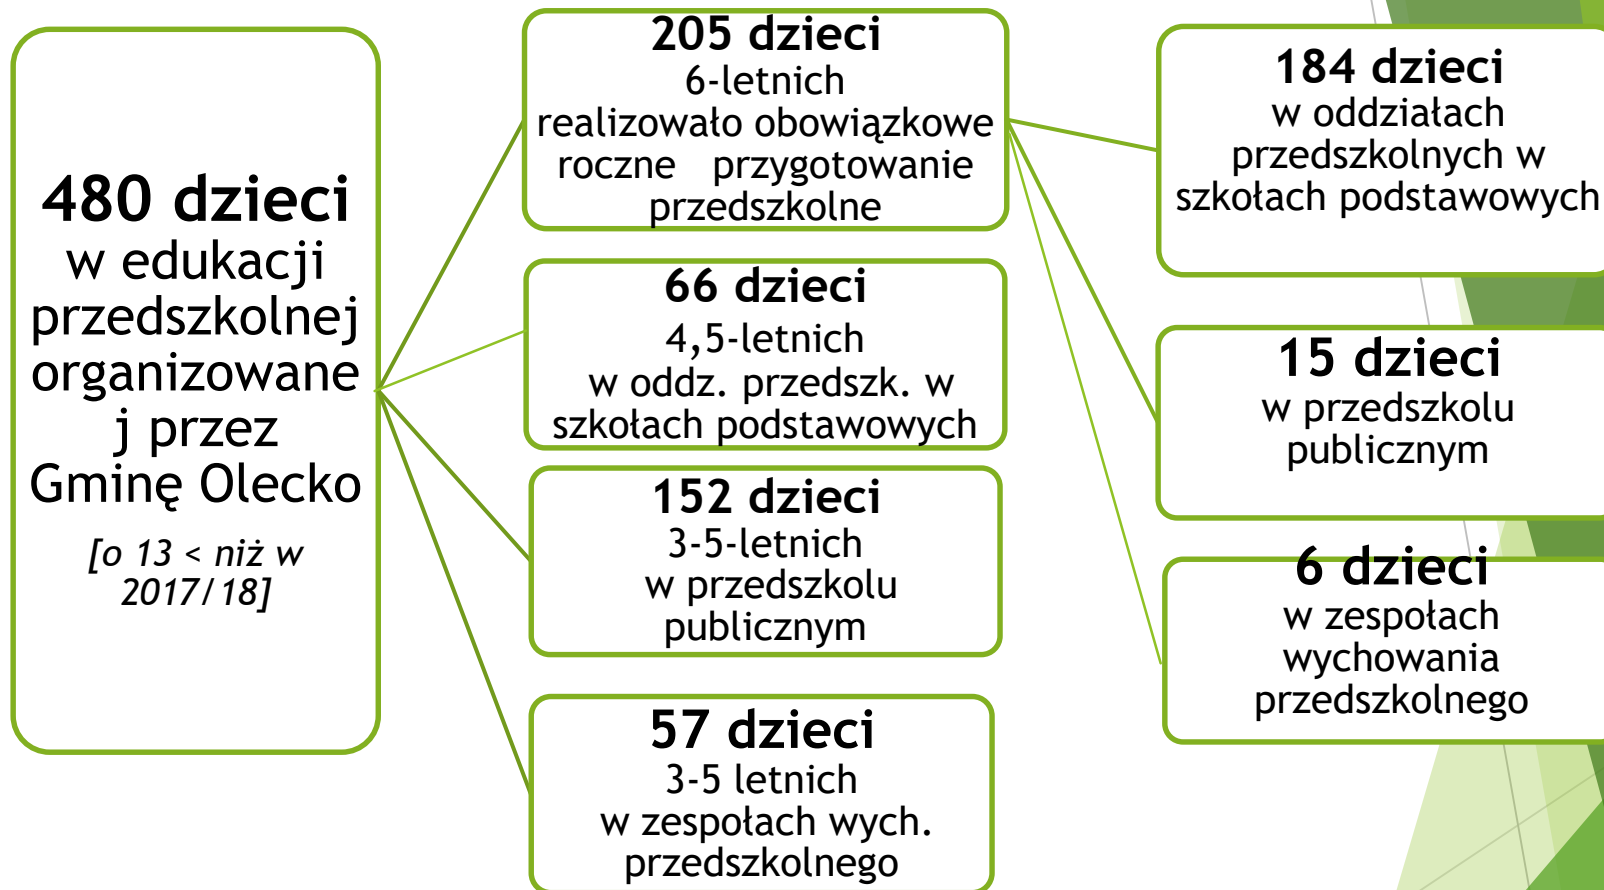 480 dzieci
w edukacji
przedszkolnej
organizowane
j przez
Gminę Olecko
[o 13 < niż w
2017/18]
205 dzieci
6-letnich
realizowało obowiązkowe
roczne przygotowanie
przedszkolne
66 dzieci
4,5-letnich
w oddz. przedszk. w
szkołach podstawowych
152 dzieci
3-5-letnich
w przedszkolu
publicznym
57 dzieci
3-5 letnich
w zespołach wych.
przedszkolnego
184 dzieci
w oddziałach
przedszkolnych w
szkołach podstawowych
15 dzieci
w przedszkolu
publicznym
6 dzieci
w zespołach
wychowania
przedszkolnego